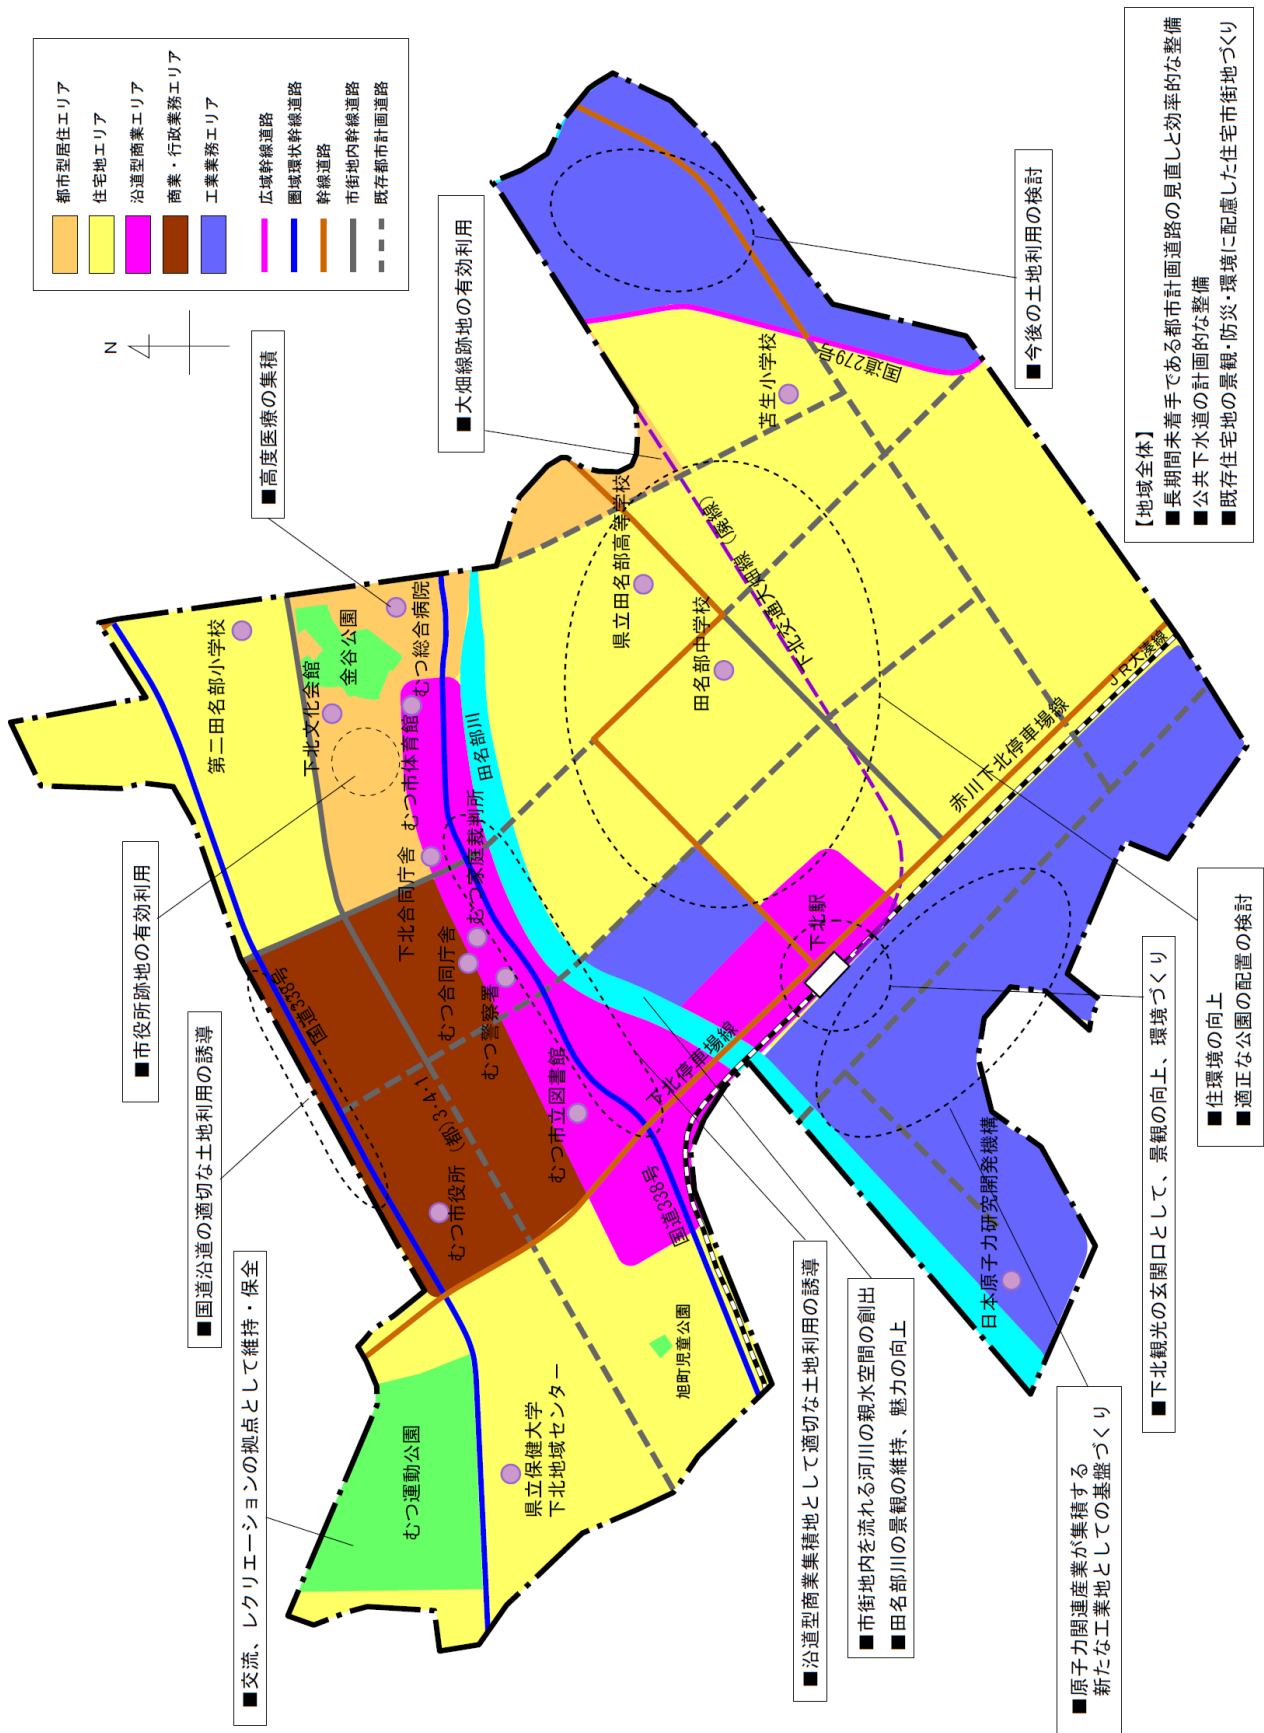 都市型居住エリア
住宅地エリア
沿道型商業エリア
商業・行政業務エリア
工業業務エリア
広域幹線道路
圏域環状幹線道路
幹線道路
市街地内幹線道路
既存都市計画道路
N
■交流、レクリエーションの拠点として維持・保全
■国道沿道の適切な土地利用の誘導
■市役所跡地の有効利用
■高度医療の集積
■大畑線跡地の有効利用
■今後の土地利用の検討
【地域全体】
■長期間未着手である都市計画道路の見直しと効率的な整備
■公共下水道の計画的な整備
■既存住宅地の景観・防災・環境に配慮した住宅市街地づくり
第二田名部小学校
金谷公園
下北文化会館
むつ総合病院
むつ市体育館
田名部川
むつ家庭裁判所
下北合同庁舎
むつ合同庁舎
むつ警察署
むつ市立図書館
国道338号
(都)3・4・1
むつ市役所
むつ運動公園
県立保健大学
下北地域センター
旭町児童公園
国道338号
下北停車場線
下北駅
赤川下北停車場線
JR大湊線
下北交通大畑線(廃線)
田名部中学校
県立田名部高等学校
苫生小学校
国道279号
日本原子力研究開発機構
■沿道型商業集積地として適切な土地利用の誘導
■市街地内を流れる河川の親水空間の創出
■田名部川の景観の維持、魅力の向上
■原子力関連産業が集積する
新たな工業地としての基盤づくり
■下北観光の玄関口として、景観の向上、環境づくり
■住環境の向上
■適正な公園の配置の検討